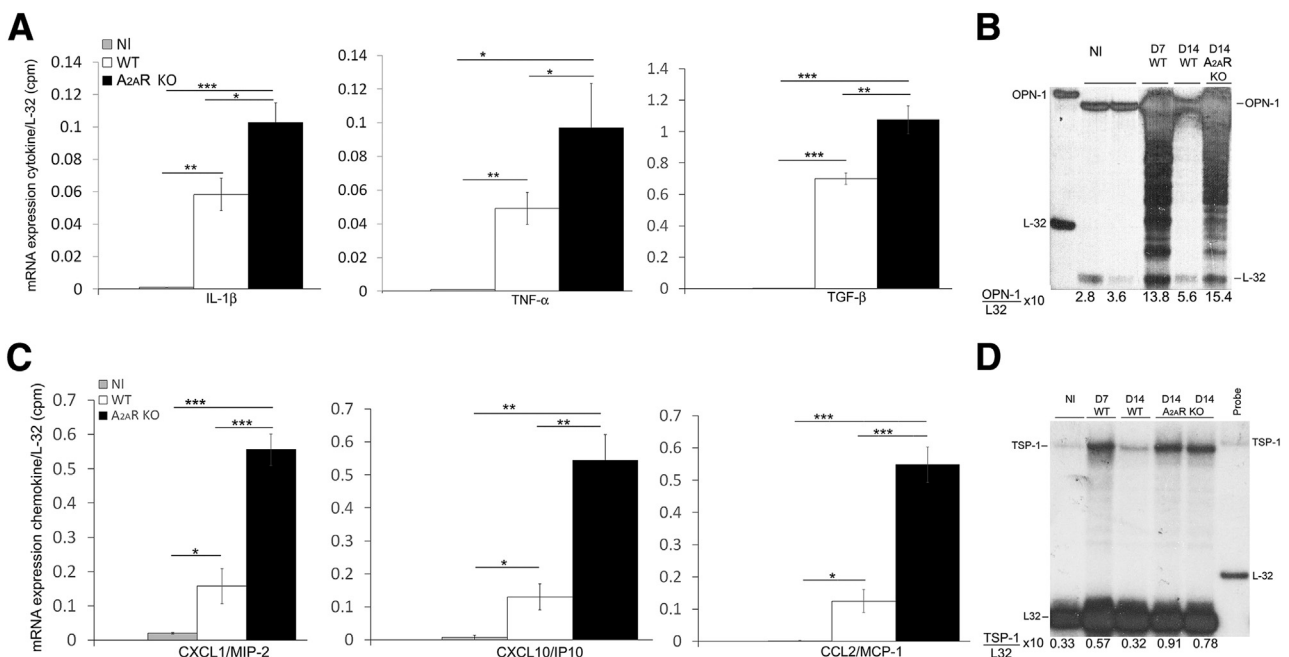 A
NI
WT
A2AR KO
mRNA expression cytokine/L-32 (cpm)
0.14
0.12
0.1
0.08
0.06
0.04
0.02
0
***
*
**
IL-1β
0.14
0.12
0.1
0.08
0.06
0.04
0.02
0
*
*
**
TNF-α
1.4
1.2
1
0.8
0.6
0.4
0.2
0
***
**
***
TGF-β
B
NI
D7 WT
D14 WT
D14 A2AR KO
OPN-1
–OPN-1
L-32
–L-32
OPN-1/L32 x10
2.8 3.6 13.8 5.6 15.4
C
NI
WT
A2AR KO
mRNA expression chemokine/L-32 (cpm)
0.7
0.6
0.5
0.4
0.3
0.2
0.1
0
***
***
*
CXCL1/MIP-2
0.7
0.6
0.5
0.4
0.3
0.2
0.1
0
**
**
*
CXCL10/IP10
0.7
0.6
0.5
0.4
0.3
0.2
0.1
0
***
***
*
CCL2/MCP-1
D
NI
D7 WT
D14 WT
D14 D14
A2AR KO
Probe
TSP-1–
TSP-1
L-32
L32–
TSP-1/L32 x10
0.33 0.57 0.32 0.91 0.78